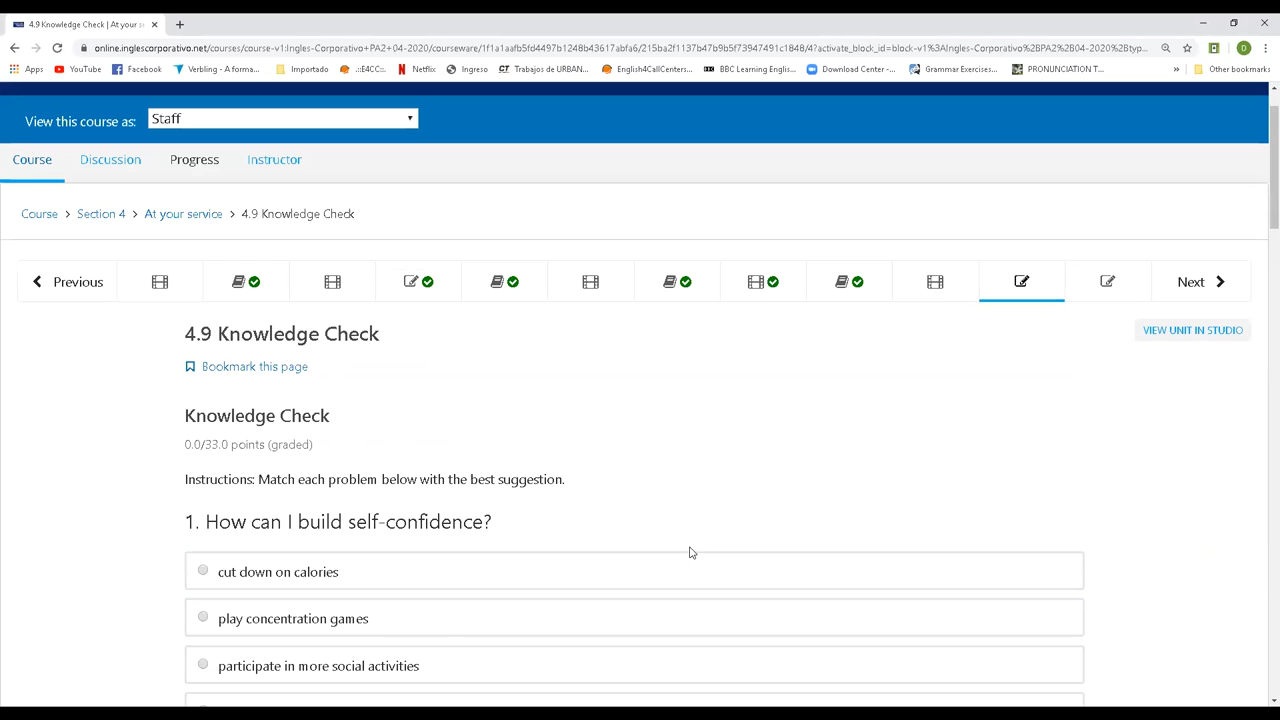 4.9 Knowledge Check | At your s
online.inglescorporativo.net/courses/course-v1:Ingles-Corporativo+PA2+04-2020/courseware/1f1a1aafb5fd4497b1248b43617abfa6/215ba2f1137b47b9b5f73947491c1848/4?activate_block_id=block-v1%3AIngles-Corporativo%2BPA2%2B04-2020%2Btyp...
D
Apps YouTube Facebook Verbling - A forma... Importado .::E4CC::. Netflix Ingreso Trabajos de URBAN... English4CallCenters... BBC Learning Englis... Download Center -... Grammar Exercises... PRONUNCIATION T... » Other bookmarks
View this course as: Staff
Course Discussion Progress Instructor
Course > Section 4 > At your service > 4.9 Knowledge Check
Previous Next
4.9 Knowledge Check
VIEW UNIT IN STUDIO
Bookmark this page
Knowledge Check
0.0/33.0 points (graded)
Instructions: Match each problem below with the best suggestion.
1. How can I build self-confidence?
cut down on calories
play concentration games
participate in more social activities